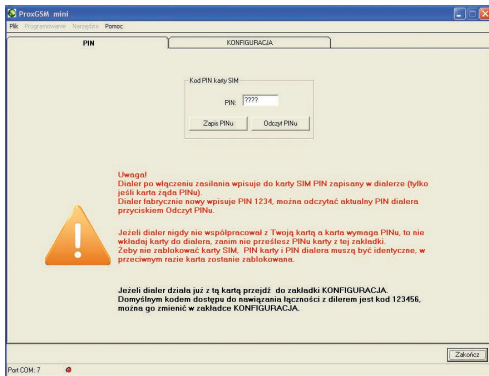 ProxGSM mini
Plik Programowanie Narzędzia Pomoc
PIN KONFIGURACJA
Kod PIN karty SIM
PIN: ????
Zapis PINu Odczyt PINu
Uwaga!
Dialer po włączeniu zasilania wpisuje do karty SIM PIN zapisany w dialerze (tylko
jeśli karta żąda PINu).
Dialer fabrycznie nowy wpisuje PIN 1234, można odczytać aktualny PIN dialera
przyciskiem Odczyt PINu.
Jeżeli dialer nigdy nie współpracował z Twoją kartą a karta wymaga PINu, to nie
wkładaj karty do dialera, zanim nie prześlesz PINu karty z tej zakładki.
Żeby nie zablokować karty SIM, PIN karty i PIN dialera muszą być identyczne, w
przeciwnym razie karta zostanie zablokowana.
Jeżeli dialer działa już z tą kartą przejdź do zakładki KONFIGURACJA.
Domyślnym kodem dostępu do nawiązania łączności z dilerem jest kod 123456,
można go zmienić w zakładce KONFIGURACJA.
Zakończ
Port COM: 7